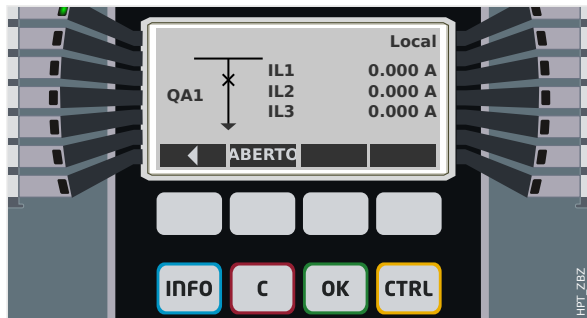 Local
IL1 0.000 A
QA1 IL2 0.000 A
IL3 0.000 A
ABERTO
INFO C OK CTRL
HPT_ZBZ